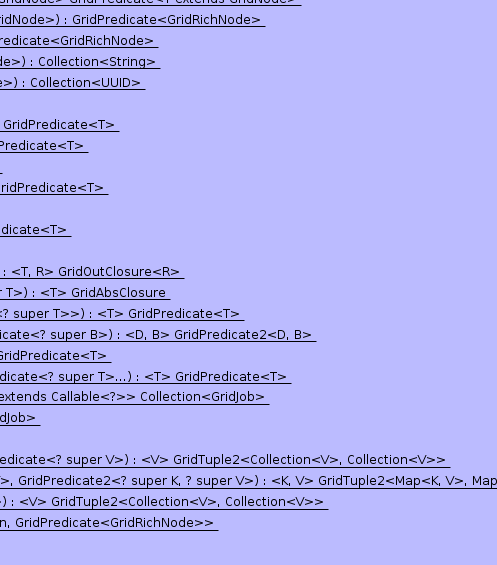 GridPredicate<? extends GridNode>
ridNode>) : GridPredicate<GridRichNode>
redicate<GridRichNode>
de>) : Collection<String>
e>) : Collection<UUID>
GridPredicate<T>
Predicate<T>
ridPredicate<T>
dicate<T>
: <T, R> GridOutClosure<R>
r T>) : <T> GridAbsClosure
<? super T>>) : <T> GridPredicate<T>
icate<? super B>) : <D, B> GridPredicate2<D, B>
GridPredicate<T>
dicate<? super T>...) : <T> GridPredicate<T>
extends Callable<?>> Collection<GridJob>
dJob>
edicate<? super V>) : <V> GridTuple2<Collection<V>, Collection<V>>
>, GridPredicate2<? super K, ? super V>) : <K, V> GridTuple2<Map<K, V>, Map
>) : <V> GridTuple2<Collection<V>, Collection<V>>
n, GridPredicate<GridRichNode>>